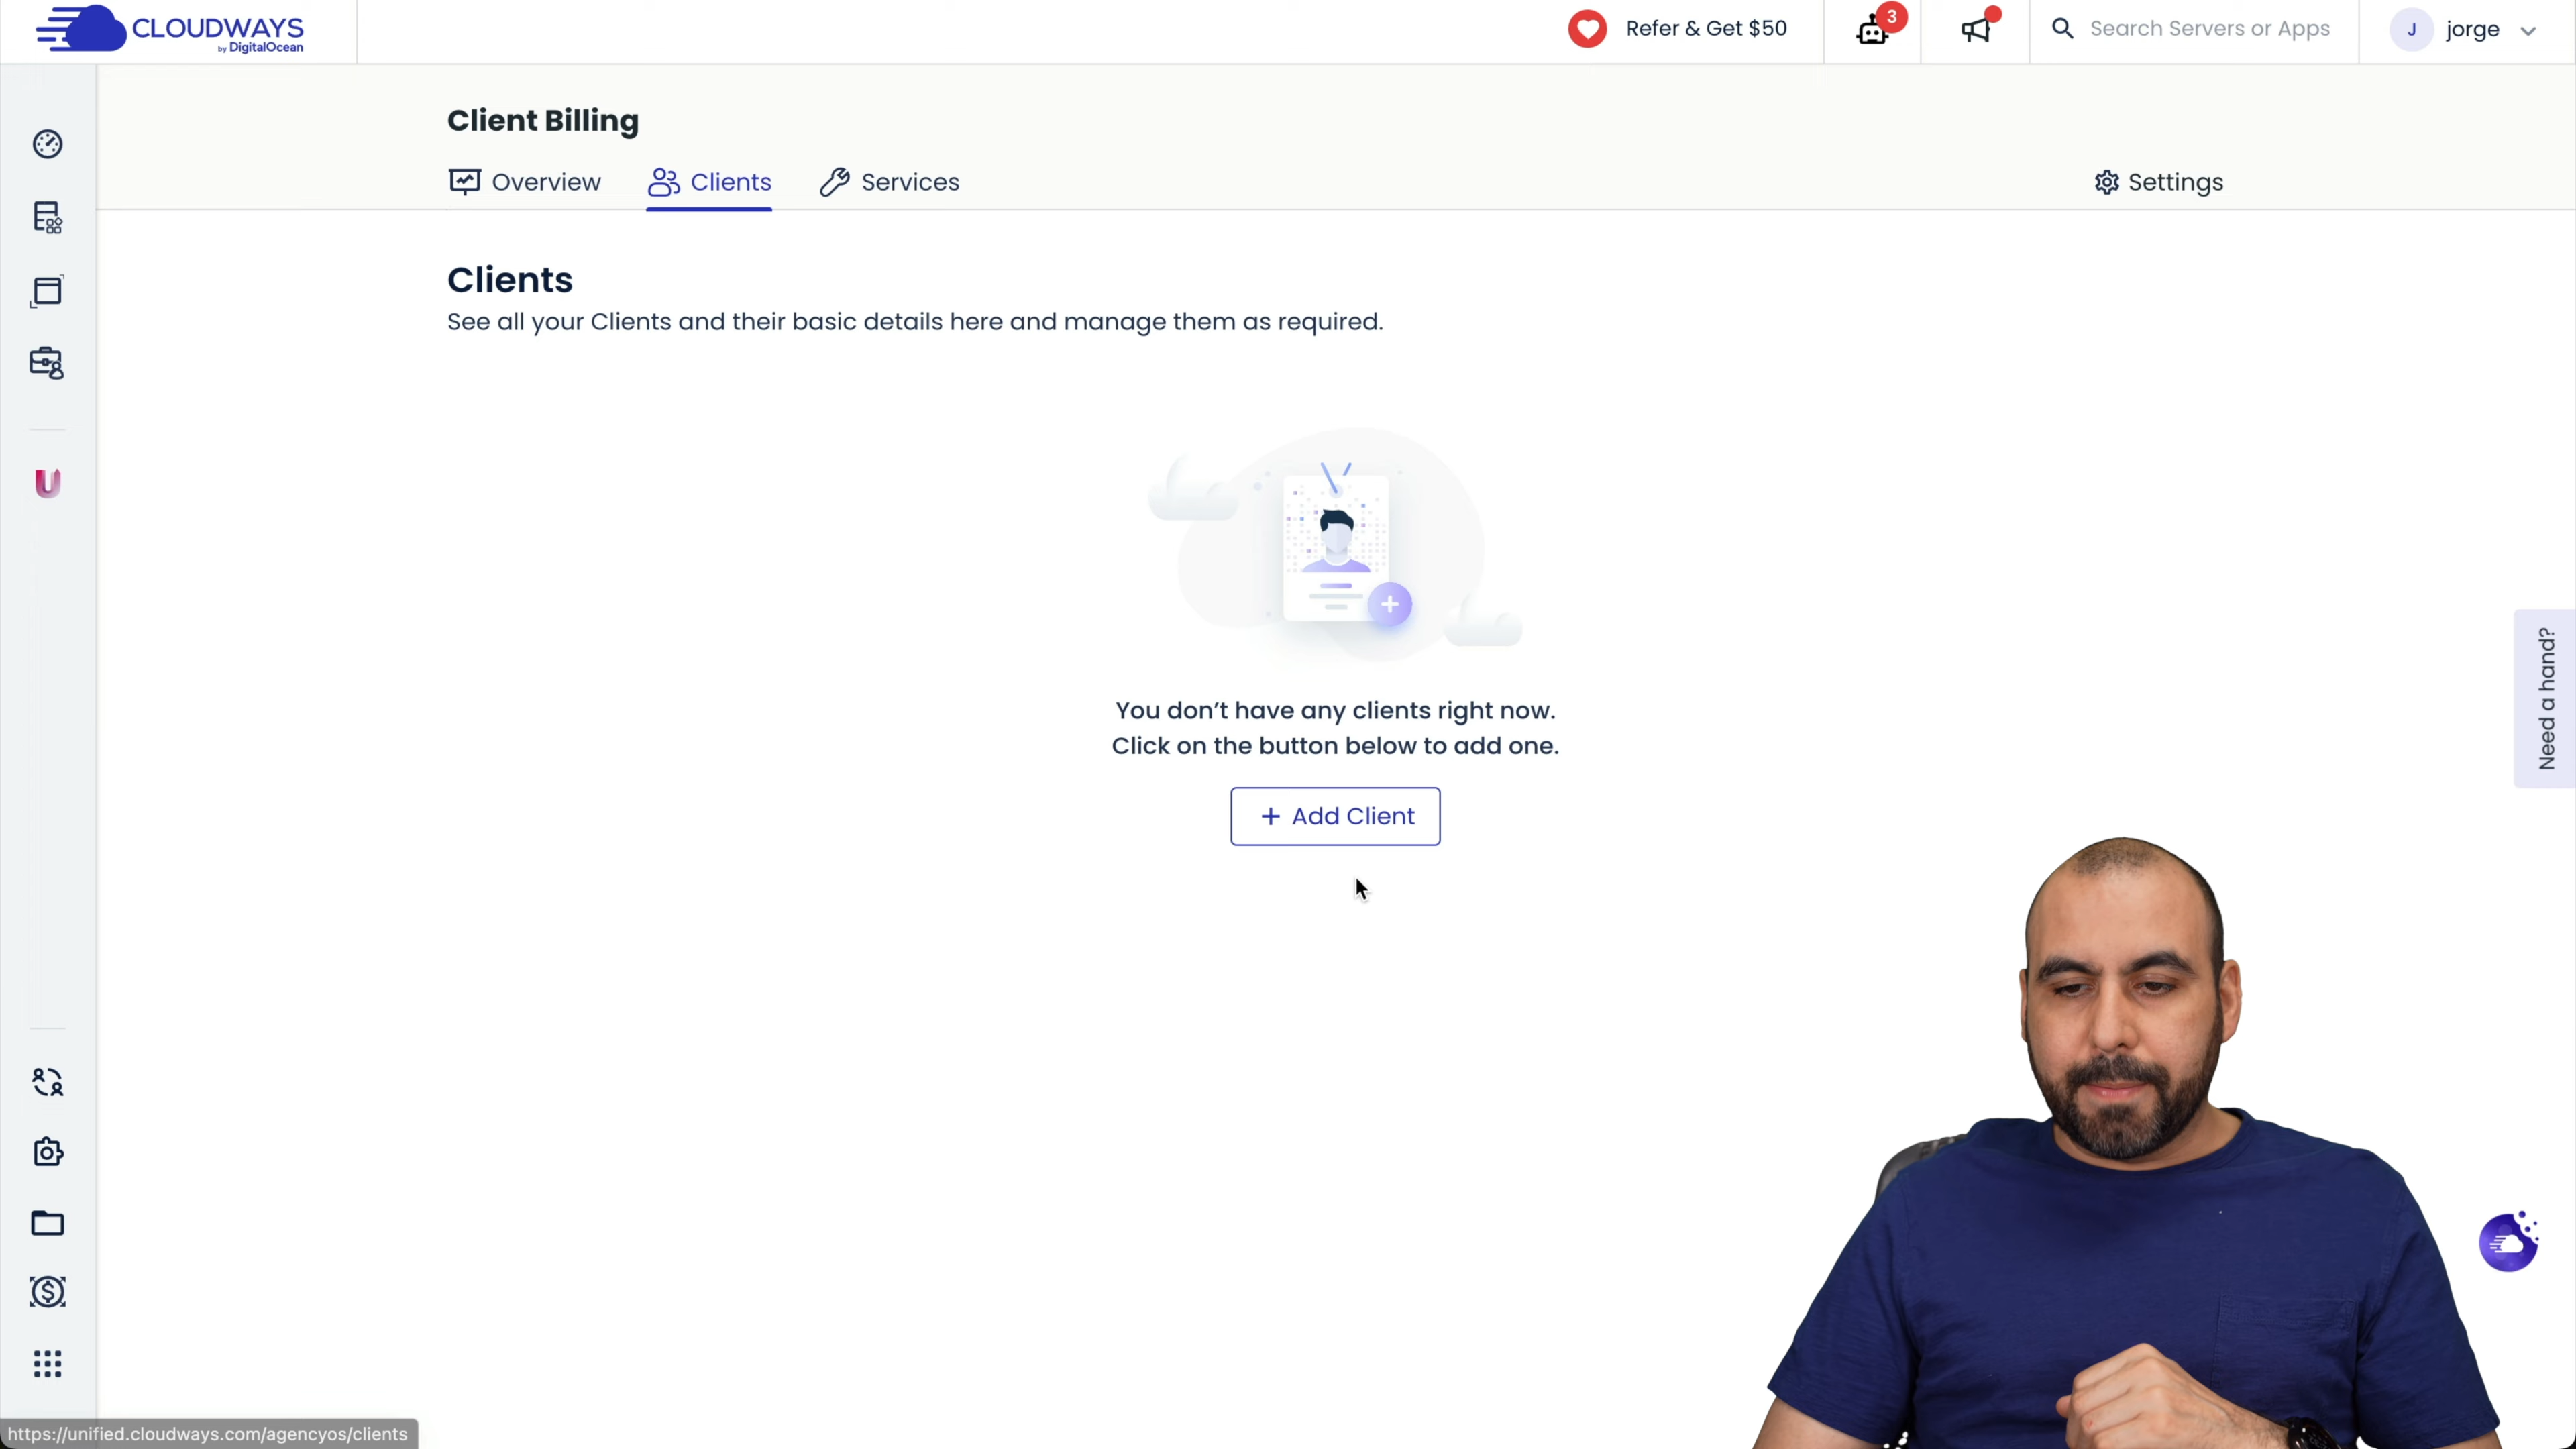 CLOUDWAYS
by DigitalOcean
Refer & Get $50
3
Search Servers or Apps
J
jorge
Client Billing
Overview
Clients
Services
Settings
Clients
See all your Clients and their basic details here and manage them as required.
U
You don't have any clients right now.
Click on the button below to add one.
+ Add Client
Need a hand?
https://unified.cloudways.com/agencyos/clients